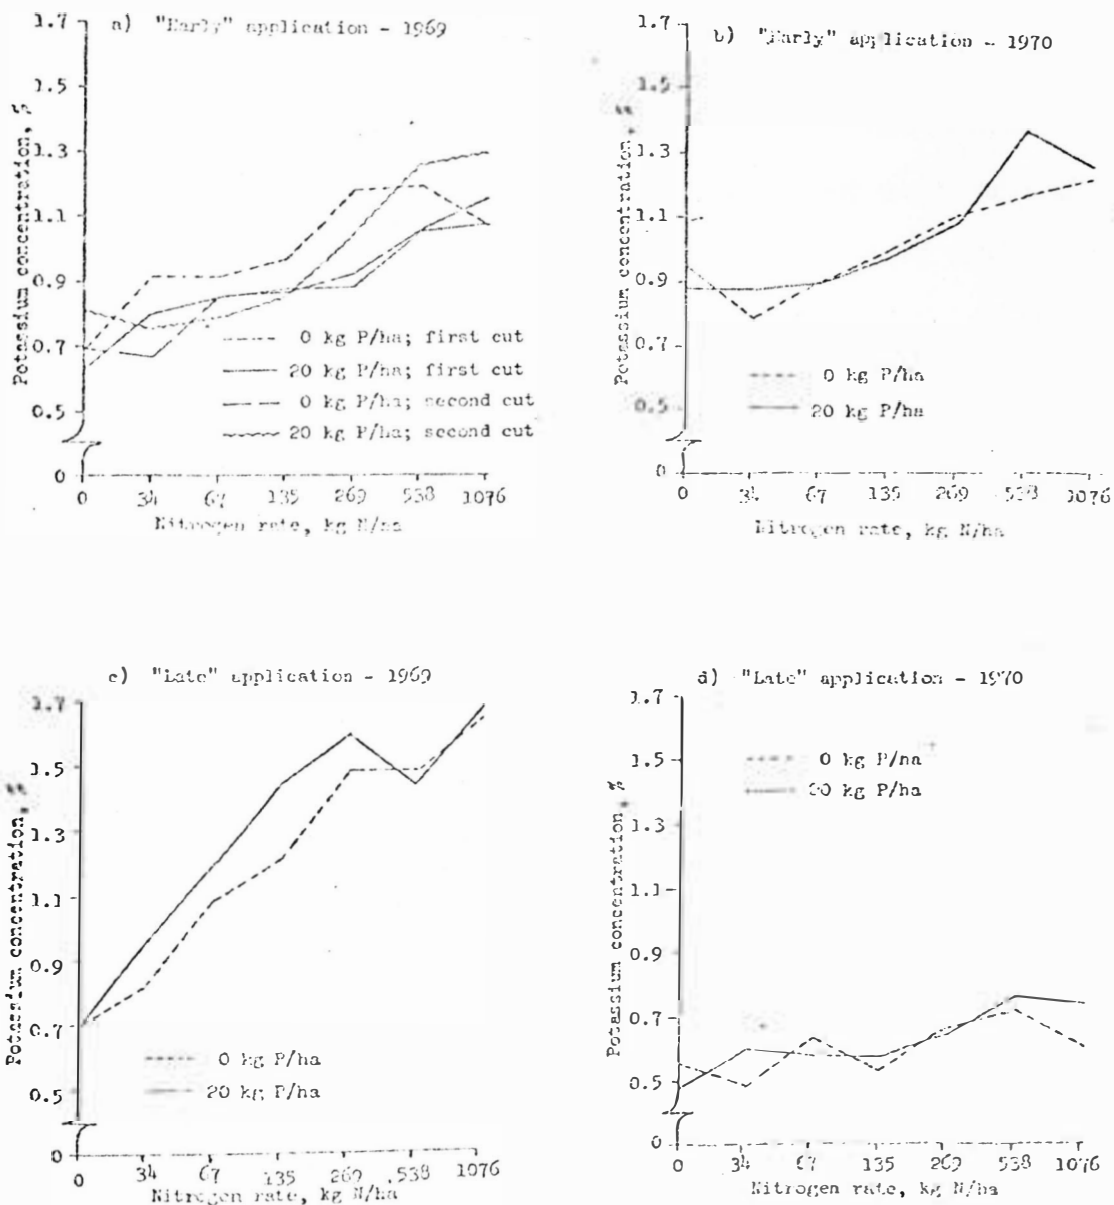 a) "Early" application - 1969
1.7
1.5
1.3
1.1
0.9
0.7
0.5
0
Potassium concentration, %
0 kg P/ha; first cut
20 kg P/ha; first cut
0 kg P/ha; second cut
20 kg P/ha; second cut
0 34 67 135 269 538 1076
Nitrogen rate, kg N/ha
b) "Early" application - 1970
1.7
1.5
1.3
1.1
0.9
0.7
0.5
0
Potassium concentration, %
0 kg P/ha
20 kg P/ha
0 34 67 135 269 538 1076
Nitrogen rate, kg N/ha
c) "Late" application - 1969
1.7
1.5
1.3
1.1
0.9
0.7
0.5
0
Potassium concentration, %
0 kg P/ha
20 kg P/ha
0 34 67 135 269 538 1076
Nitrogen rate, kg N/ha
d) "Late" application - 1970
1.7
1.5
1.3
1.1
0.9
0.7
0.5
0
Potassium concentration, %
0 kg P/ha
20 kg P/ha
0 34 67 135 269 538 1076
Nitrogen rate, kg N/ha